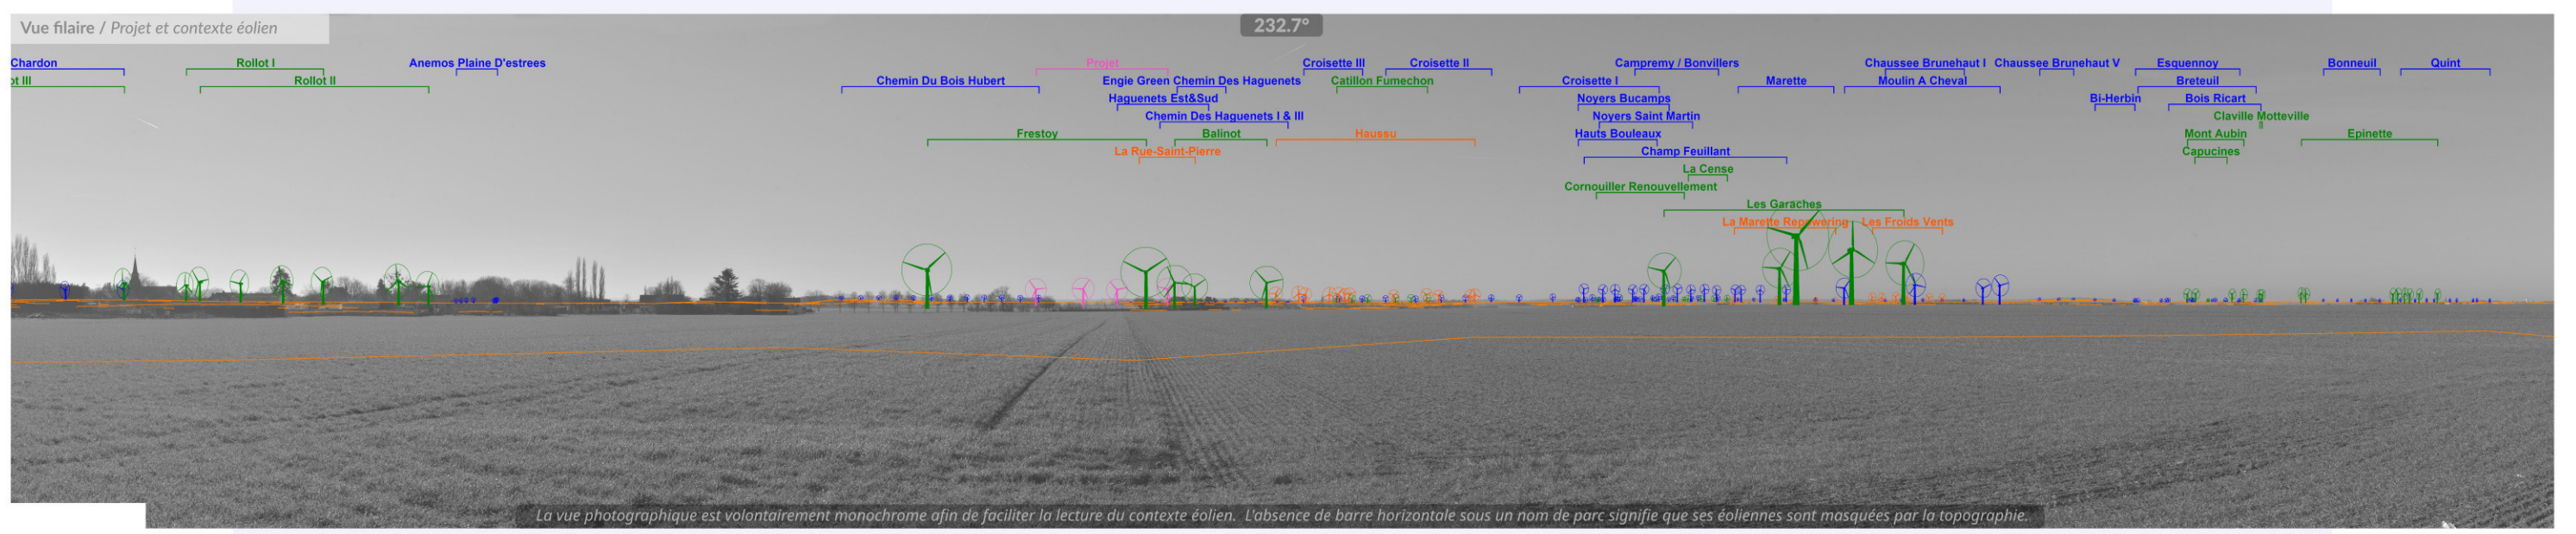 Vue filaire / Projet et contexte éolien
232.7°
Chardon
Rollot I
Anemos Plaine D'estrees
Projet
Croisette III
Croisette II
Campremy / Bonvillers
Chaussee Brunehaut I
Chaussee Brunehaut V
Esquennoy
Bonneuil
Quint
ot III
Rollot II
Chemin Du Bois Hubert
Engie Green Chemin Des Haguenets
Catillon Fumechon
Croisette I
Marette
Moulin A Cheval
Breteuil
Haguenets Est&Sud
Noyers Bucamps
Bi-Herbin
Bois Ricart
Chemin Des Haguenets I & III
Noyers Saint Martin
Claville Motteville
Frestoy
Balinot
Haussu
Hauts Bouleaux
Mont Aubin
Epinette
La Rue-Saint-Pierre
Champ Feuillant
Capucines
La Cense
Cornouiller Renouvellement
Les Garaches
La Marette Repowering
Les Froids Vents
La vue photographique est volontairement monochrome afin de faciliter la lecture du contexte éolien. L'absence de barre horizontale sous un nom de parc signifie que ses éoliennes sont masquées par la topographie.